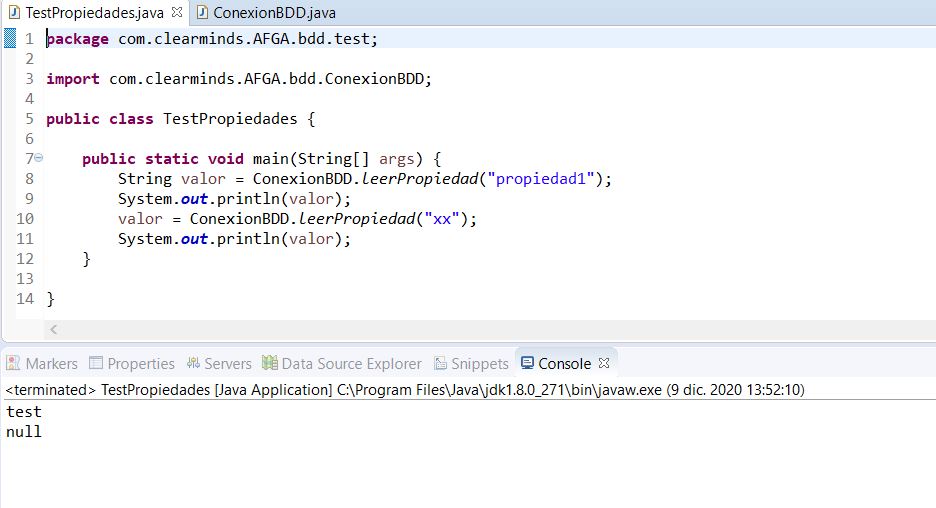 TestPropiedades.java ConexionBDD.java
1 package com.clearminds.AFGA.bdd.test;
2
3 import com.clearminds.AFGA.bdd.ConexionBDD;
4
5 public class TestPropiedades {
6
7 public static void main(String[] args) {
8 String valor = ConexionBDD.leerPropiedad("propiedad1");
9 System.out.println(valor);
10 valor = ConexionBDD.leerPropiedad("xx");
11 System.out.println(valor);
12 }
13
14 }
Markers Properties Servers Data Source Explorer Snippets Console
<terminated> TestPropiedades [Java Application] C:\Program Files\Java\jdk1.8.0_271\bin\javaw.exe (9 dic. 2020 13:52:10)
test
null